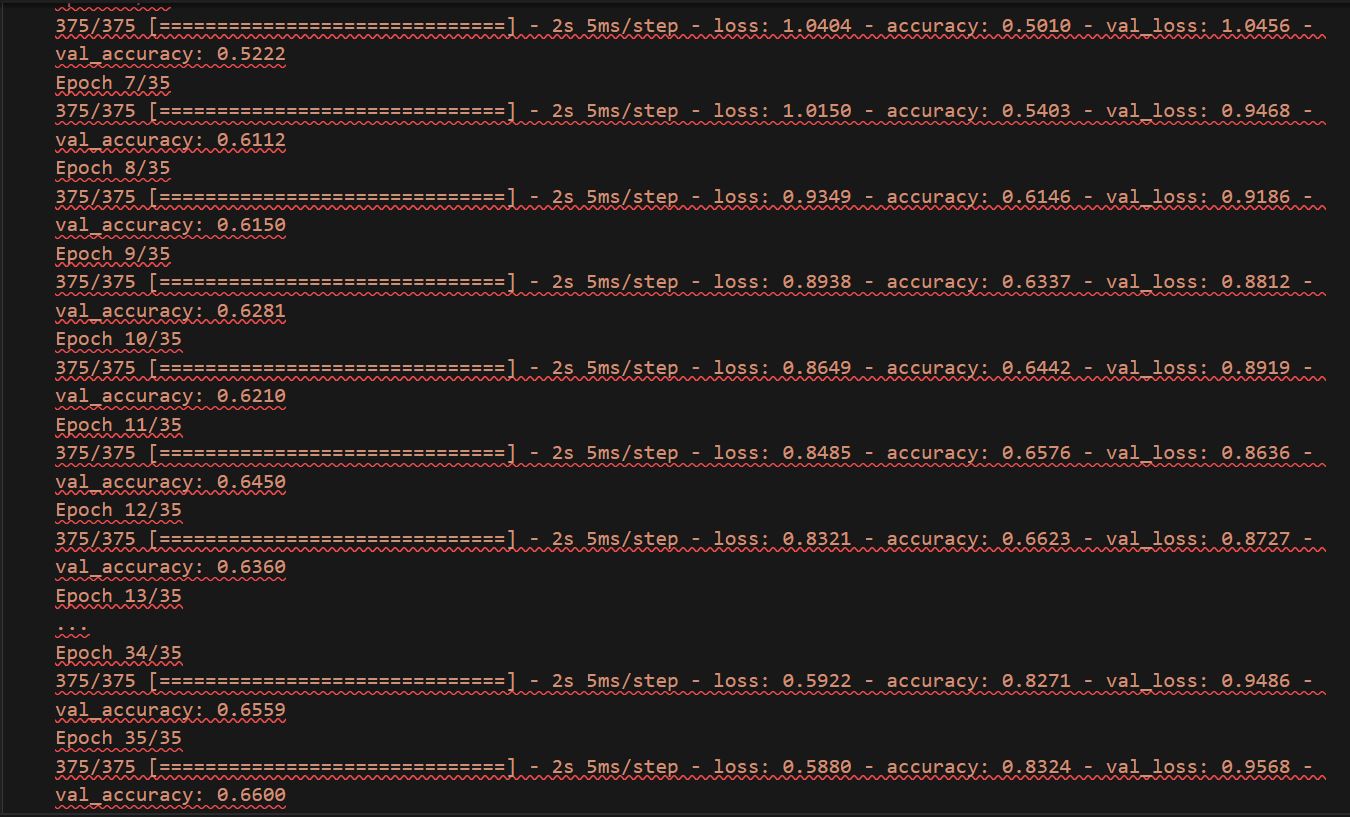 375/375 [==============================] - 2s 5ms/step - loss: 1.0404 - accuracy: 0.5010 - val_loss: 1.0456 -
val_accuracy: 0.5222
Epoch 7/35
375/375 [==============================] - 2s 5ms/step - loss: 1.0150 - accuracy: 0.5403 - val_loss: 0.9468 -
val_accuracy: 0.6112
Epoch 8/35
375/375 [==============================] - 2s 5ms/step - loss: 0.9349 - accuracy: 0.6146 - val_loss: 0.9186 -
val_accuracy: 0.6150
Epoch 9/35
375/375 [==============================] - 2s 5ms/step - loss: 0.8938 - accuracy: 0.6337 - val_loss: 0.8812 -
val_accuracy: 0.6281
Epoch 10/35
375/375 [==============================] - 2s 5ms/step - loss: 0.8649 - accuracy: 0.6442 - val_loss: 0.8919 -
val_accuracy: 0.6210
Epoch 11/35
375/375 [==============================] - 2s 5ms/step - loss: 0.8485 - accuracy: 0.6576 - val_loss: 0.8636 -
val_accuracy: 0.6450
Epoch 12/35
375/375 [==============================] - 2s 5ms/step - loss: 0.8321 - accuracy: 0.6623 - val_loss: 0.8727 -
val_accuracy: 0.6360
Epoch 13/35
...
Epoch 34/35
375/375 [==============================] - 2s 5ms/step - loss: 0.5922 - accuracy: 0.8271 - val_loss: 0.9486 -
val_accuracy: 0.6559
Epoch 35/35
375/375 [==============================] - 2s 5ms/step - loss: 0.5880 - accuracy: 0.8324 - val_loss: 0.9568 -
val_accuracy: 0.6600